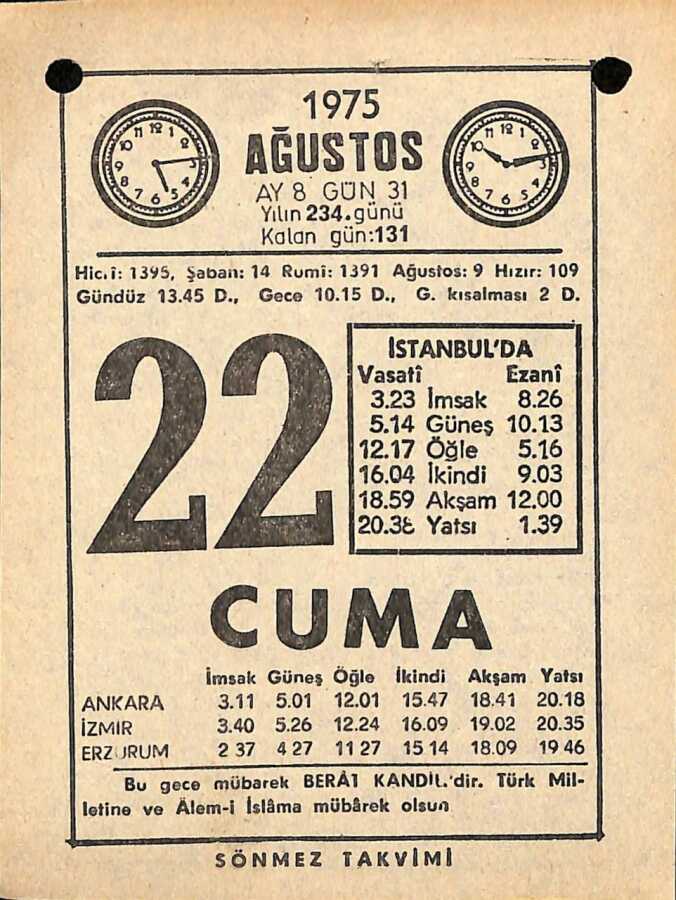 1975
AĞUSTOS
AY 8 GÜN 31
Yılın 234.günü
Kalan gün:131
Hicrî: 1395, Şaban: 14 Rumî: 1391 Ağustos: 9 Hızır: 109
Gündüz 13.45 D., Gece 10.15 D., G. kısalması 2 D.
22
İSTANBUL'DA
Vasatî Ezanî
3.23 İmsak 8.26
5.14 Güneş 10.13
12.17 Öğle 5.16
16.04 İkindi 9.03
18.59 Akşam 12.00
Yatsı 1.39
CUMA
İmsak Güneş Öğle İkindi Akşam Yatsı
ANKARA 3.11 5.01 12.01 15.47 18.41 20.18
İZMİR 3.40 5.26 12.24 16.09 19.02 20.35
ERZURUM 2 37 4 27 11 27 15 14 18.09 19 46
Bu gece mübarek BERÂT KANDİL'dir. Türk Mil-
letine ve Âlem-i İslâma mübârek olsun
SÖNMEZ TAKVİMİ